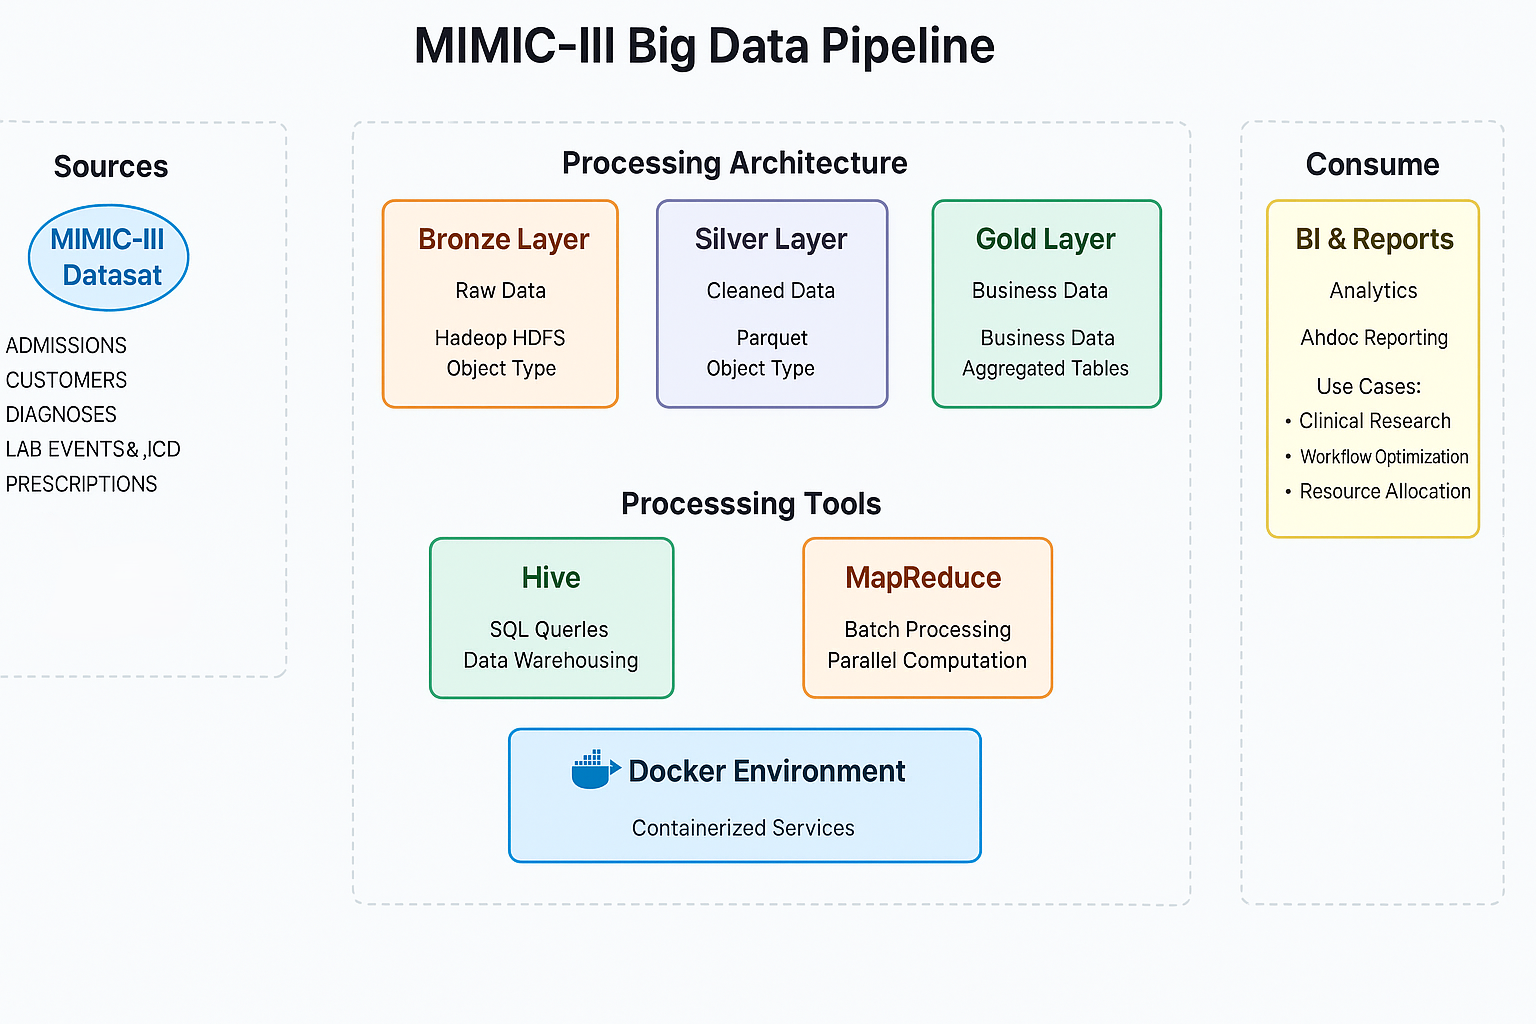 MIMIC-III Big Data Pipeline
Sources
MIMIC-III
Datasat
ADMISSIONS
CUSTOMERS
DIAGNOSES
LAB EVENTS& ,ICD
PRESCRIPTIONS
Processing Architecture
Bronze Layer
Raw Data
Hadeop HDFS
Object Type
Silver Layer
Cleaned Data
Parquet
Object Type
Gold Layer
Business Data
Business Data
Aggregated Tables
Processsing Tools
Hive
SQL Querles
Data Warehousing
MapReduce
Batch Processing
Parallel Computation
Docker Environment
Containerized Services
Consume
BI & Reports
Analytics
Ahdoc Reporting
Use Cases:
• Clinical Research
• Workflow Optimization
• Resource Allocation